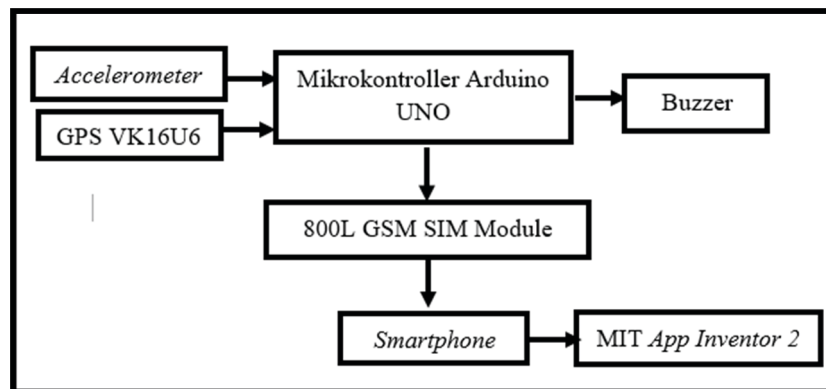 Accelerometer
Mikrokontroller Arduino
UNO
Buzzer
GPS VK16U6
800L GSM SIM Module
Smartphone
MIT App Inventor 2